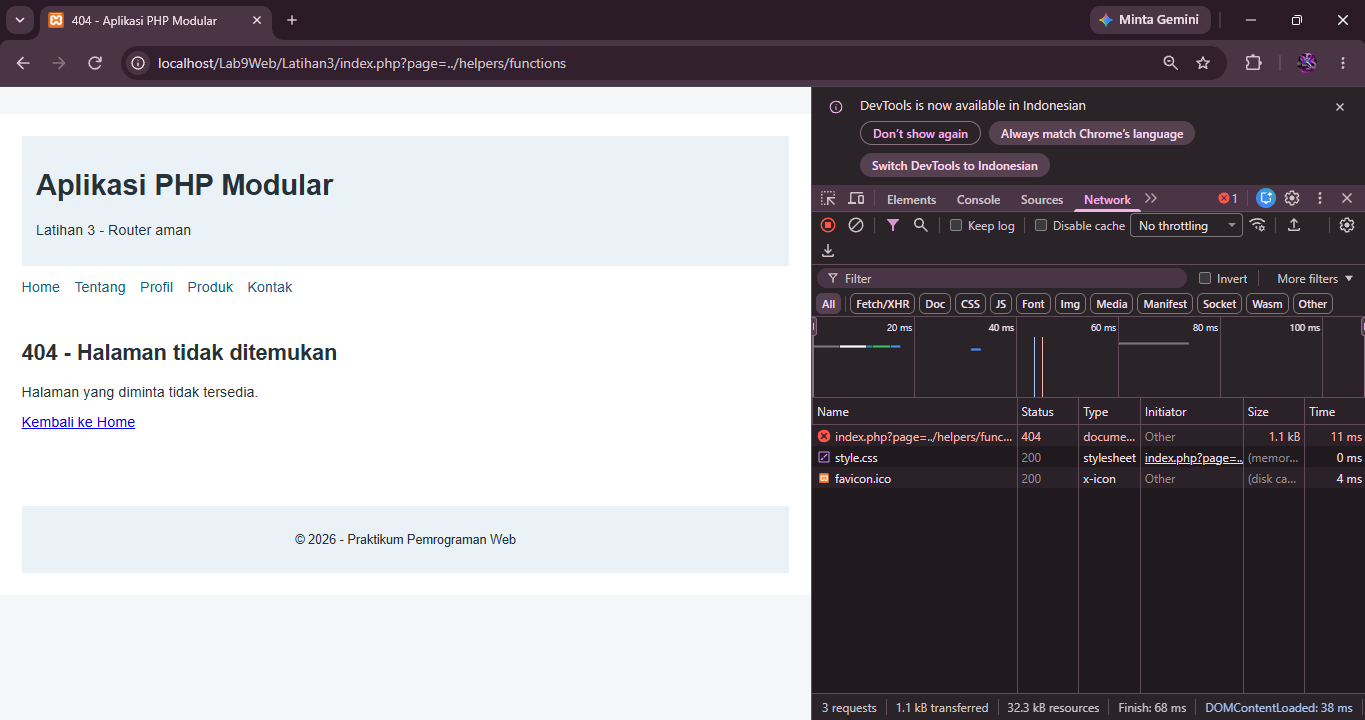 404 - Aplikasi PHP Modular
Minta Gemini
localhost/Lab9Web/Latihan3/index.php?page=../helpers/functions
Aplikasi PHP Modular
Latihan 3 - Router aman
Home Tentang Profil Produk Kontak
404 - Halaman tidak ditemukan
Halaman yang diminta tidak tersedia.
Kembali ke Home
© 2026 - Praktikum Pemrograman Web
DevTools is now available in Indonesian
Don't show again Always match Chrome's language
Switch DevTools to Indonesian
Elements Console Sources Network 1
Keep log Disable cache No throttling
Filter Invert More filters
All Fetch/XHR Doc CSS JS Font Img Media Manifest Socket Wasm Other
20 ms 40 ms 60 ms 80 ms 100 ms
Name Status Type Initiator Size Time
index.php?page=../helpers/func... 404 docume... Other 1.1 kB 11 ms
style.css 200 stylesheet index.php?page=.. (memor... 0 ms
favicon.ico 200 x-icon Other (disk ca... 4 ms
3 requests 1.1 kB transferred 32.3 kB resources Finish: 68 ms DOMContentLoaded: 38 ms